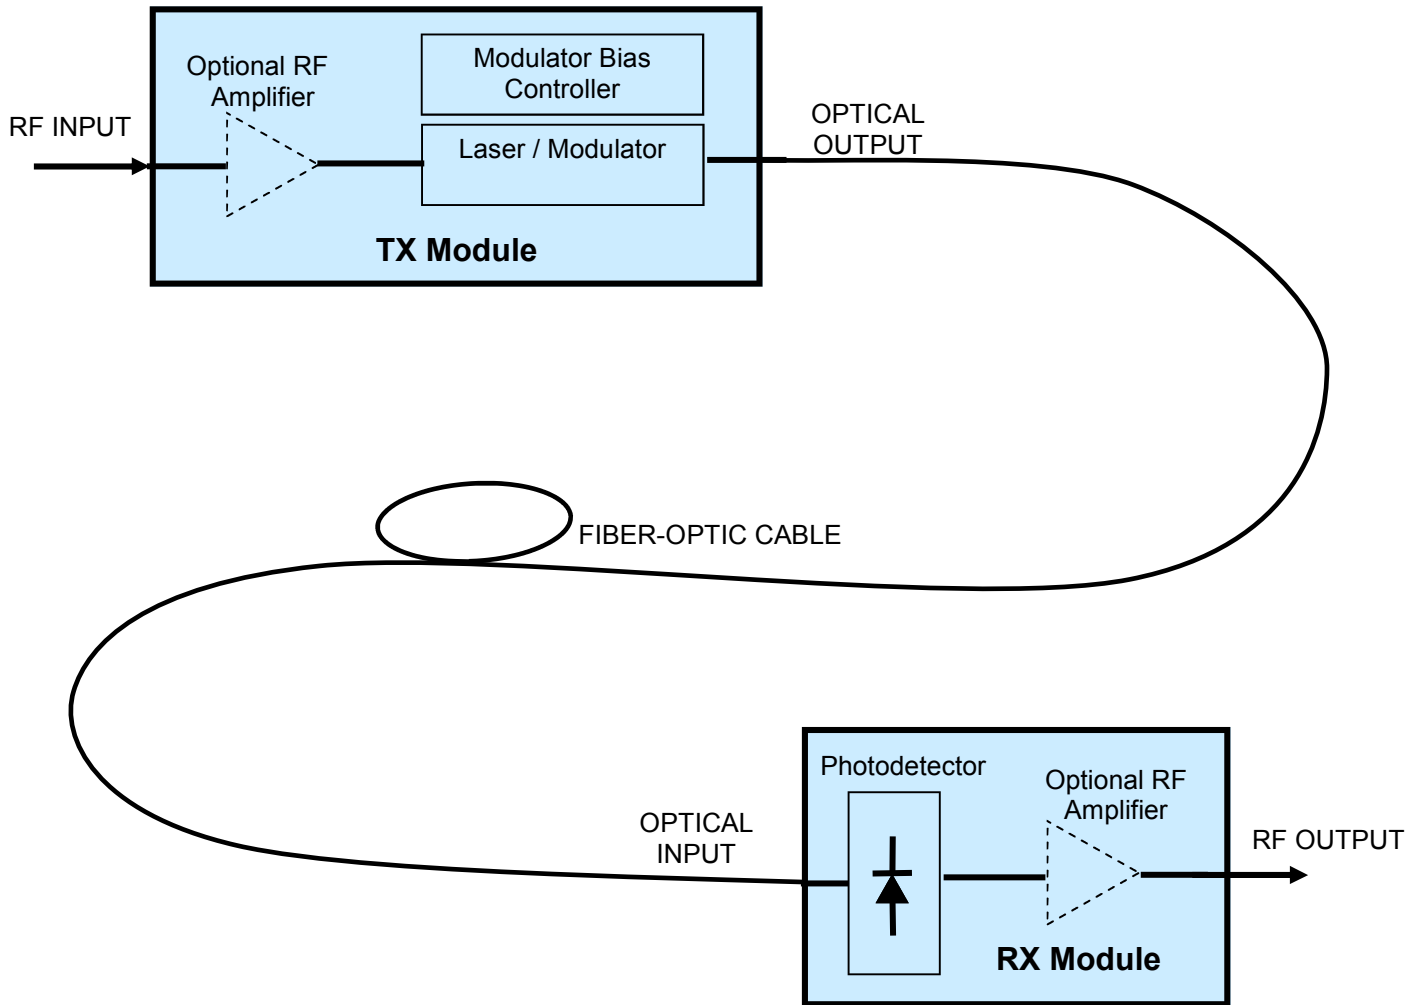 Optional RF
Amplifier
Modulator Bias
Controller
RF INPUT
Laser / Modulator
OPTICAL
OUTPUT
TX Module
FIBER-OPTIC CABLE
Photodetector
Optional RF
Amplifier
OPTICAL
INPUT
RF OUTPUT
RX Module